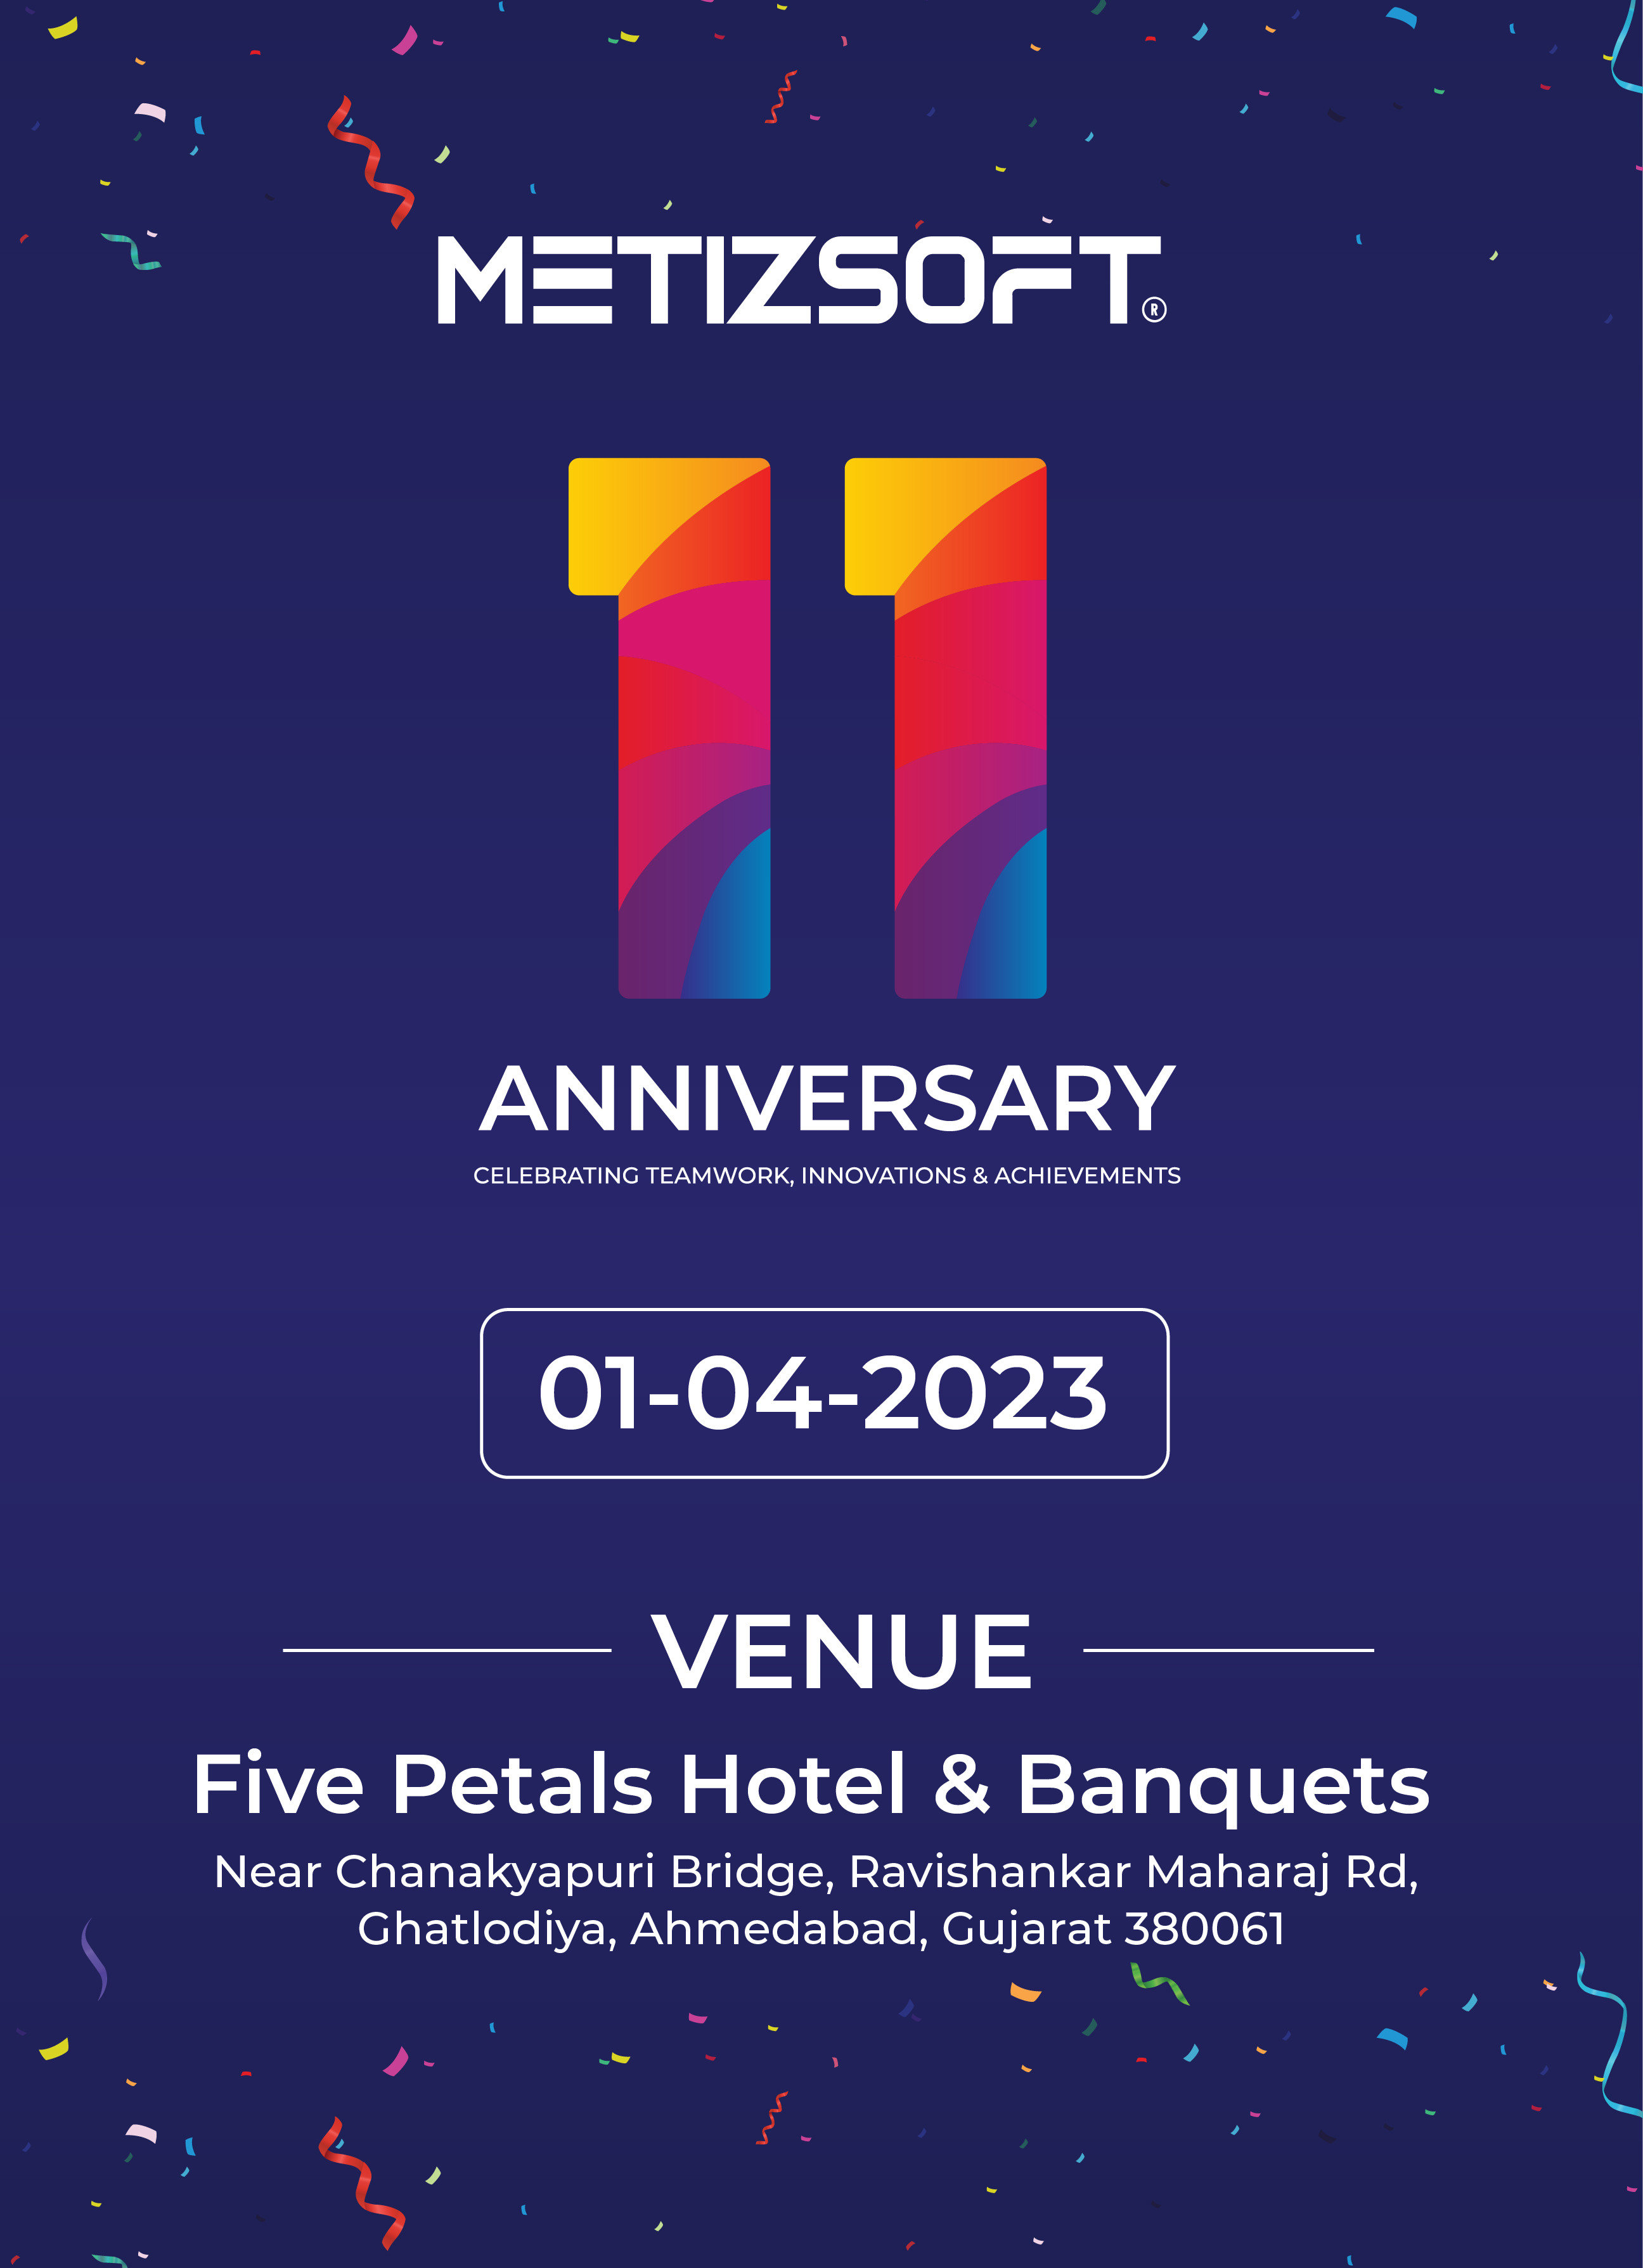 METIZSOFT®
11
ANNIVERSARY
CELEBRATING TEAMWORK, INNOVATIONS & ACHIEVEMENTS
01-04-2023
VENUE
Five Petals Hotel & Banquets
Near Chanakyapuri Bridge, Ravishankar Maharaj Rd,
Ghatlodiya, Ahmedabad, Gujarat 380061